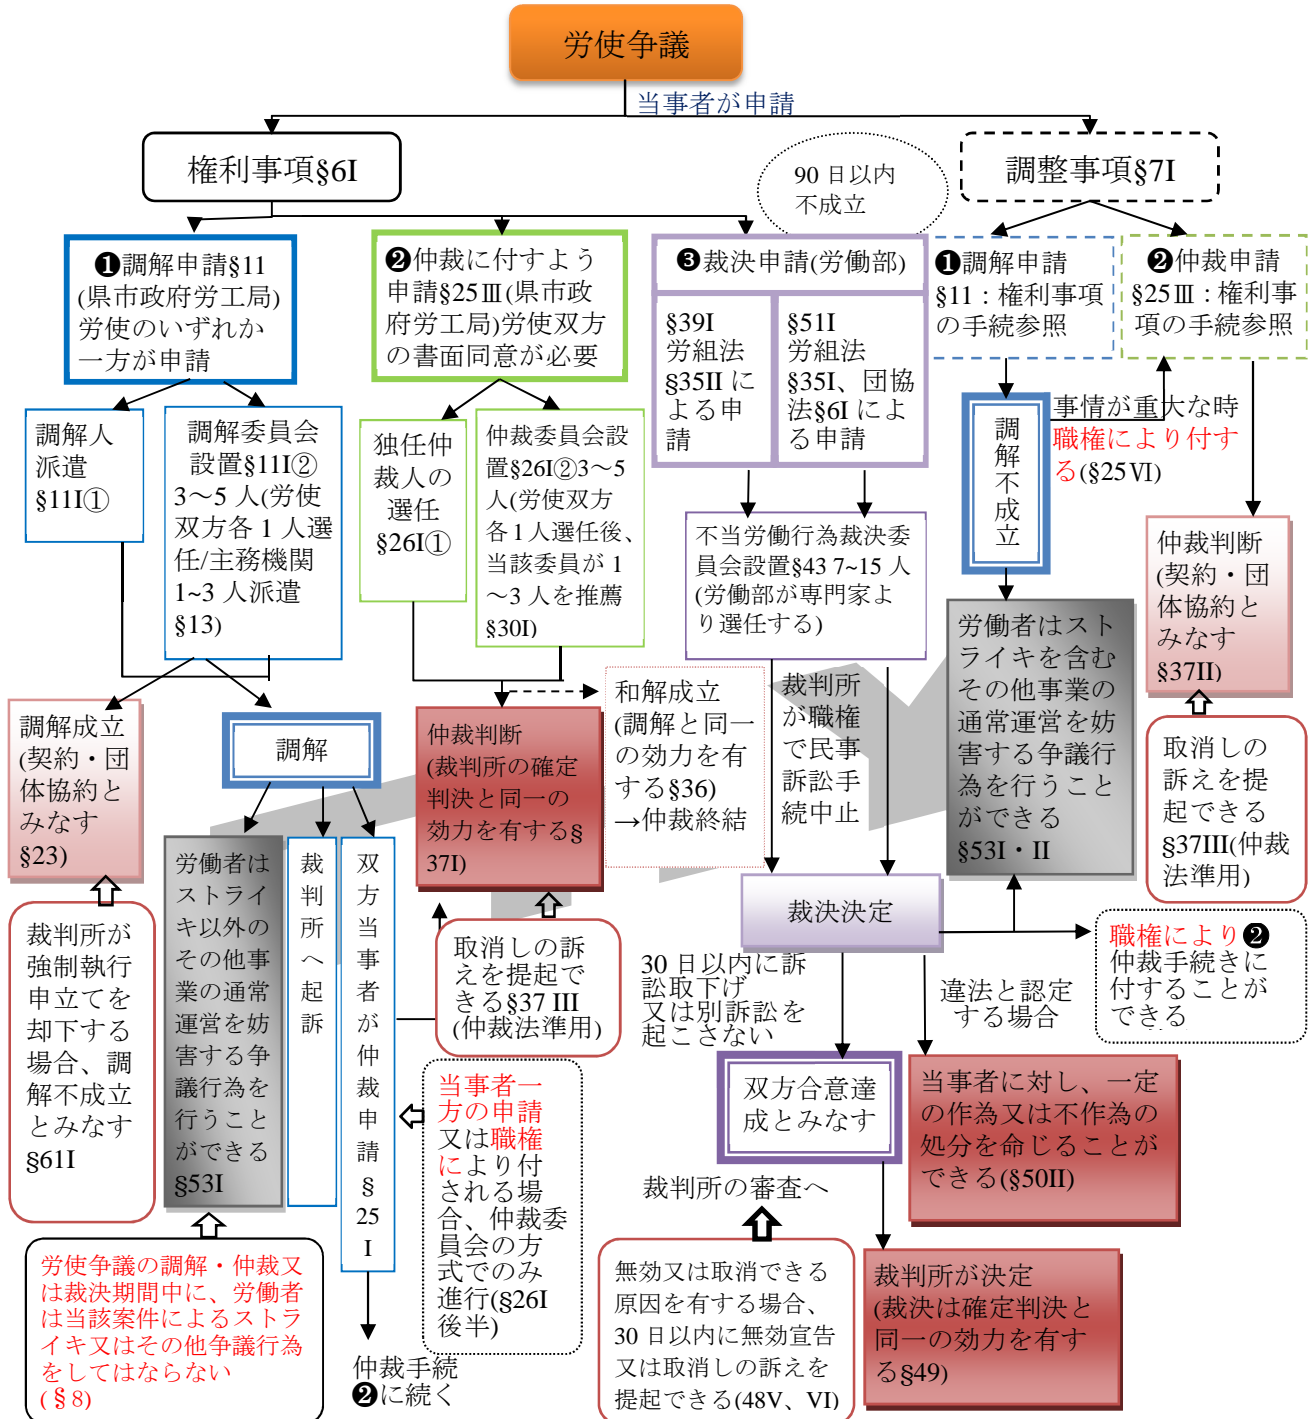 労使争議
当事者が申請
権利事項§6I
90 日以内
不成立
調整事項§7I
❶調解申請§11
(県市政府労工局)
労使のいずれか
一方が申請
❷仲裁に付すよう
申請§25Ⅲ(県市政
府労工局)労使双方
の書面同意が必要
❸裁決申請(労働部)
§39I
労組法
§35II に
よる申
請
§51I
労組法
§35I、団協
法§6I によ
る申請
❶調解申請
§11：権利事項
の手続参照
❷仲裁申請
§25Ⅲ：権利事
項の手続参照
調解人
派遣
§11I①
調解委員会
設置§11I②
3～5 人(労使
双方各 1 人選
任/主務機関
1~3 人派遣
§13)
独任仲
裁人の
選任
§26I①
仲裁委員会設
置§26I②3～5
人(労使双方
各 1 人選任後、
当該委員が 1
～3 人を推薦
§30I)
不当労働行為裁決委
員会設置§43 7~15 人
(労働部が専門家よ
り選任する)
調解不成立
事情が重大な時
職権により付す
る(§25Ⅵ)
仲裁判断
(契約・団
体協約と
みなす
§37II)
労働者はスト
ライキを含む
その他事業の
通常運営を妨
害する争議行
為を行うこと
ができる
§53I・II
取消しの
訴えを提
起できる
§37III(仲裁
法準用)
調解成立
(契約・団
体協約と
みなす
§23)
調解
仲裁判断
(裁判所の確定
判決と同一の
効力を有する§
37I)
和解成立
(調解と同一
の効力を有
する§36)
→仲裁終結
裁判所
が職権
で民事
訴訟手
続中止
裁判所が
強制執行
申立てを
却下する
場合、調
解不成立
とみなす
§61I
労働者は
ストライ
キ以外の
その他事
業の通常
運営を妨
害する争
議行為を
行うこと
ができる
§53I
裁判所へ起訴
双方当事者が仲裁申請§25I
取消しの訴
えを提起で
きる§37 III
(仲裁法準用)
裁決決定
30 日以内に訴
訟取下げ
又は別訴訟を
起こさない
違法と認定
する場合
職権により❷
仲裁手続きに
付することが
できる
当事者一
方の申請
又は職権
により付
される場
合、仲裁委
員会の方
式でのみ
進行(§26I
後半)
双方合意達
成とみなす
当事者に対し、一定
の作為又は不作為の
処分を命じることが
できる(§50II)
裁判所の審査へ
労使争議の調解・仲裁又
は裁決期間中に、労働者
は当該案件によるストラ
イキ又はその他争議行為
をしてはならない
(§8)
仲裁手続
❷に続く
無効又は取消できる
原因を有する場合、
30 日以内に無効宣告
又は取消しの訴えを
提起できる(48V、VI)
裁判所が決定
(裁決は確定判決と
同一の効力を有す
る§49)